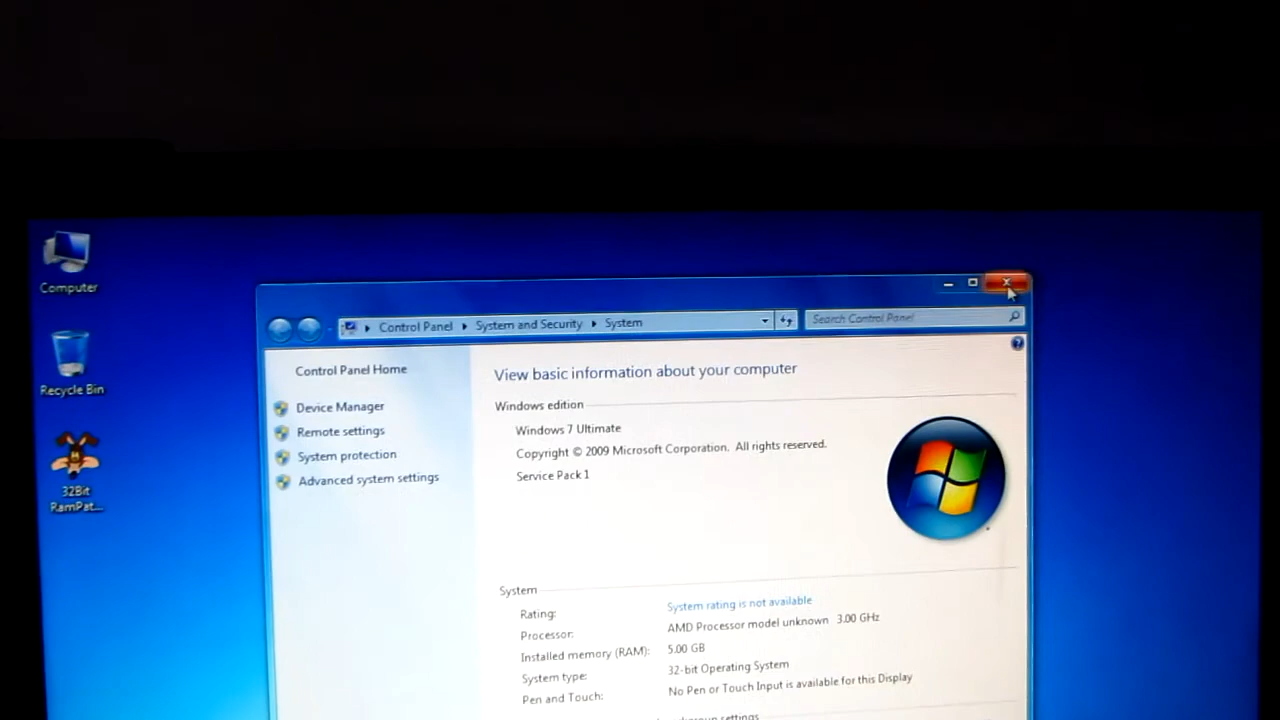 Computer
Recycle Bin
32Bit
RamPat...
Control Panel
System and Security
System
Search Control Panel
Control Panel Home
Device Manager
Remote settings
System protection
Advanced system settings
View basic information about your computer
Windows edition
Windows 7 Ultimate
Copyright © 2009 Microsoft Corporation. All rights reserved.
Service Pack 1
System
Rating: System rating is not available
Processor: AMD Processor model unknown 3.00 GHz
Installed memory (RAM): 5.00 GB
System type: 32-bit Operating System
Pen and Touch: No Pen or Touch Input is available for this Display
settings